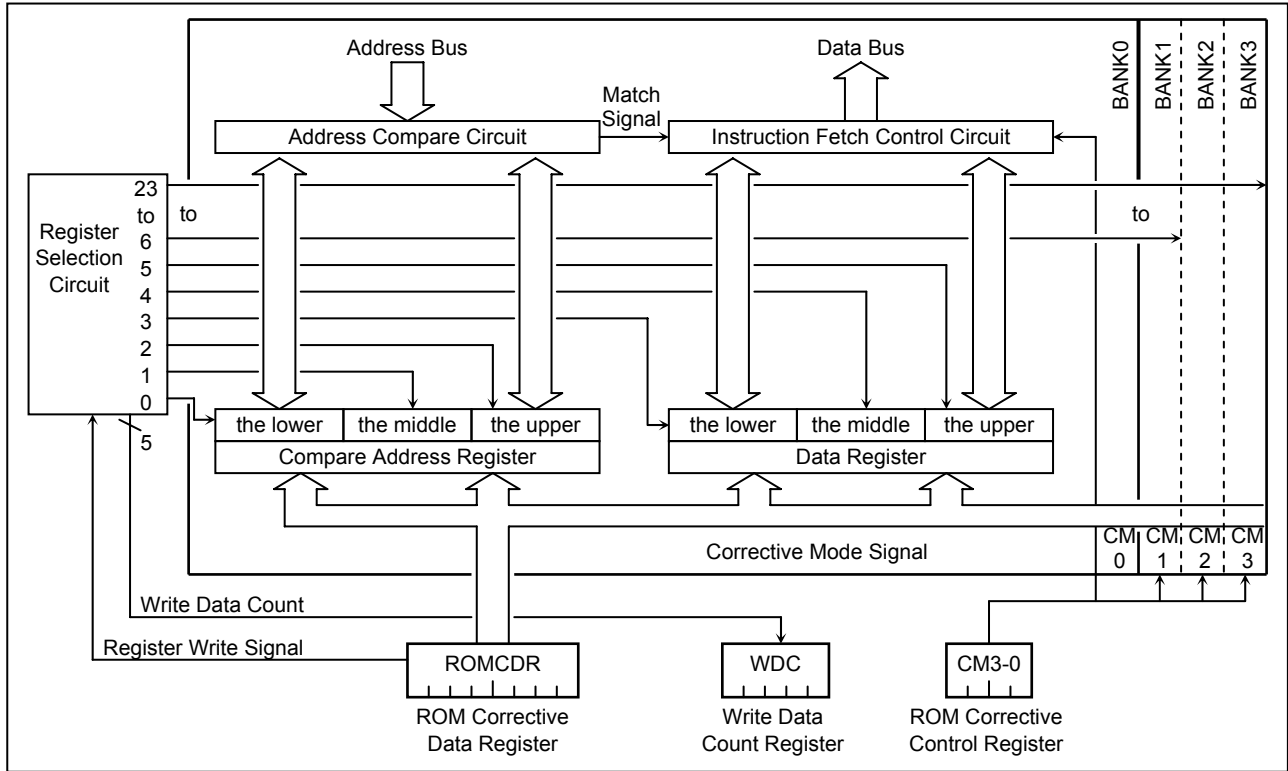 Address Bus
Data Bus
BANK0
BANK1
BANK2
BANK3
Match
Signal
Address Compare Circuit
Instruction Fetch Control Circuit
Register
Selection
Circuit
23
to
6
5
4
3
2
1
0
to
to
5
the lower
the middle
the upper
Compare Address Register
the lower
the middle
the upper
Data Register
Corrective Mode Signal
CM
0
CM
1
CM
2
CM
3
Write Data Count
Register Write Signal
ROMCDR
WDC
CM3-0
ROM Corrective
Data Register
Write Data
Count Register
ROM Corrective
Control Register